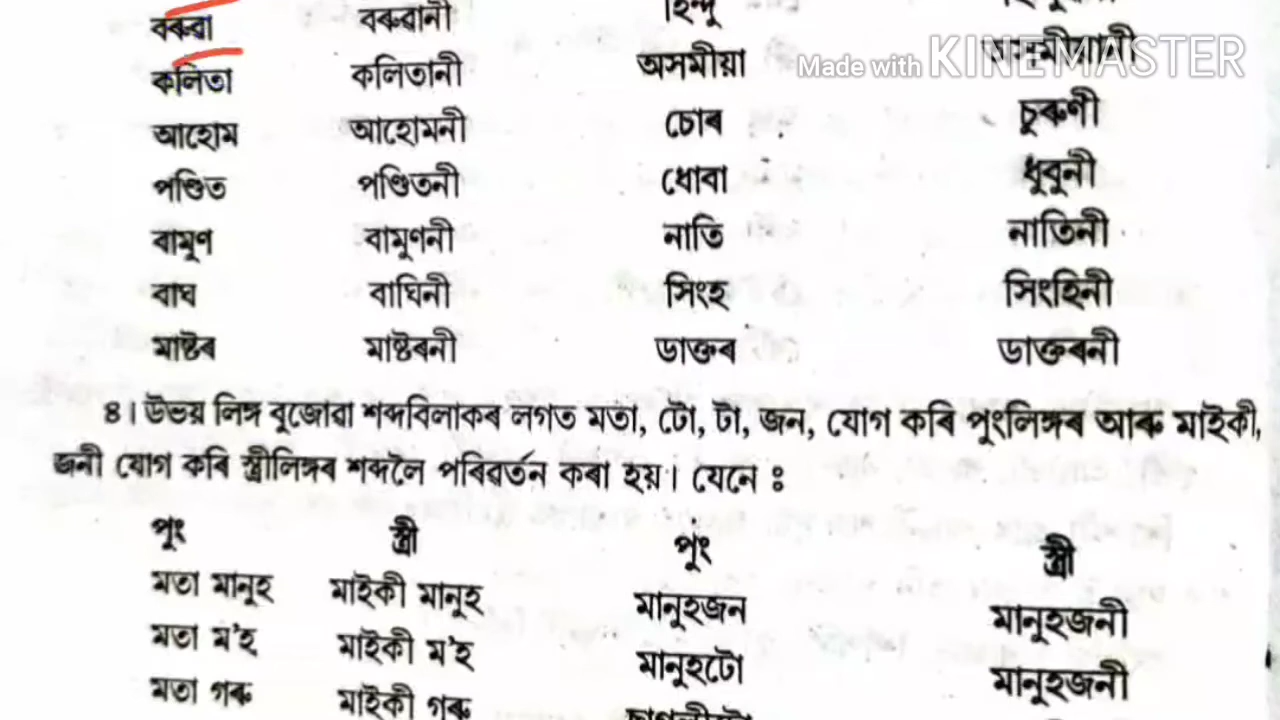 বৰুৱা বৰুৱানী হিন্দু
Made with KINEMASTER
কলিতা কলিতানী অসমীয়া
আহোম আহোমনী চোৰ চুৰুণী
পণ্ডিত পণ্ডিতনী ধোবা ধুবুনী
বামুণ বামুণনী নাতি নাতিনী
বাঘ বাঘিনী সিংহ সিংহিনী
মাষ্টৰ মাষ্টৰনী ডাক্তৰ ডাক্তৰনী
৪। উভয় লিঙ্গ বুজোৱা শব্দবিলাকৰ লগত মতা, টো, টা, জন, যোগ কৰি পুংলিঙ্গৰ আৰু মাইকী,
জনী যোগ কৰি স্ত্ৰীলিঙ্গৰ শব্দলৈ পৰিৱৰ্তন কৰা হয়। যেনে ঃ
পুং স্ত্ৰী পুং স্ত্ৰী
মতা মানুহ মাইকী মানুহ মানুহজন মানুহজনী
মতা ম'হ মাইকী ম'হ মানুহটো মানুহজনী
মতা গৰু মাইকী গৰু